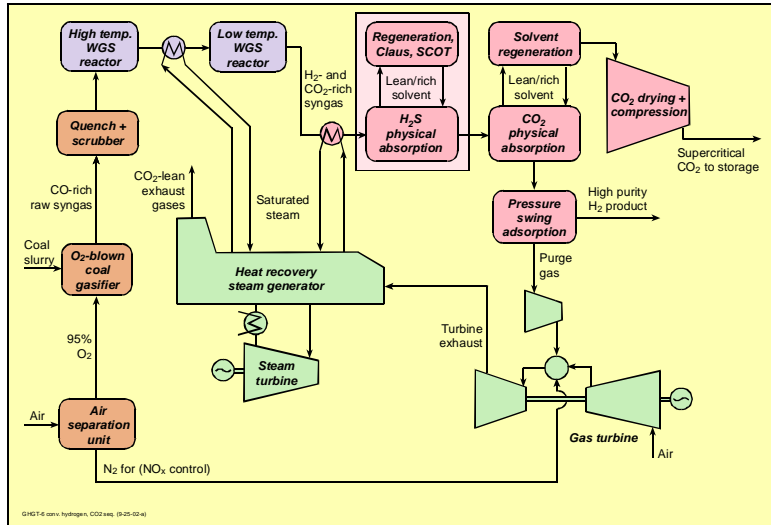 High temp.
WGS
reactor
Low temp.
WGS
reactor
Regeneration,
Claus, SCOT
Solvent
regeneration
H₂- and
CO₂-rich
syngas
Lean/rich
solvent
Lean/rich
solvent
CO₂ drying +
compression
Quench +
scrubber
H₂S
physical
absorption
CO₂
physical
absorption
Supercritical
CO₂ to storage
CO₂-lean
exhaust
gases
CO-rich
raw syngas
Saturated
steam
Pressure
swing
adsorption
High purity
H₂ product
Coal
slurry
O₂-blown
coal
gasifier
Heat recovery
steam generator
Purge
gas
95%
O₂
Turbine
exhaust
Steam
turbine
Air
Air
separation
unit
Gas turbine
Air
N₂ for (NOₓ control)
GHGT-6 conv. hydrogen, CO2 seq. (9-25-02-a)